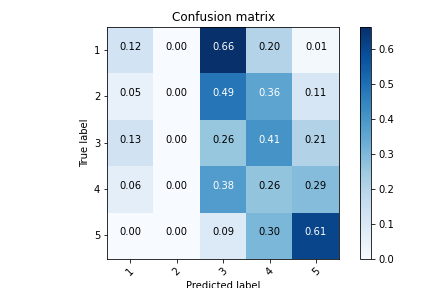 Confusion matrix
True label
1 0.12 0.00 0.66 0.20 0.01
2 0.05 0.00 0.49 0.36 0.11
3 0.13 0.00 0.26 0.41 0.21
4 0.06 0.00 0.38 0.26 0.29
5 0.00 0.00 0.09 0.30 0.61
1 2 3 4 5
Predicted label
0.6
0.5
0.4
0.3
0.2
0.1
0.0